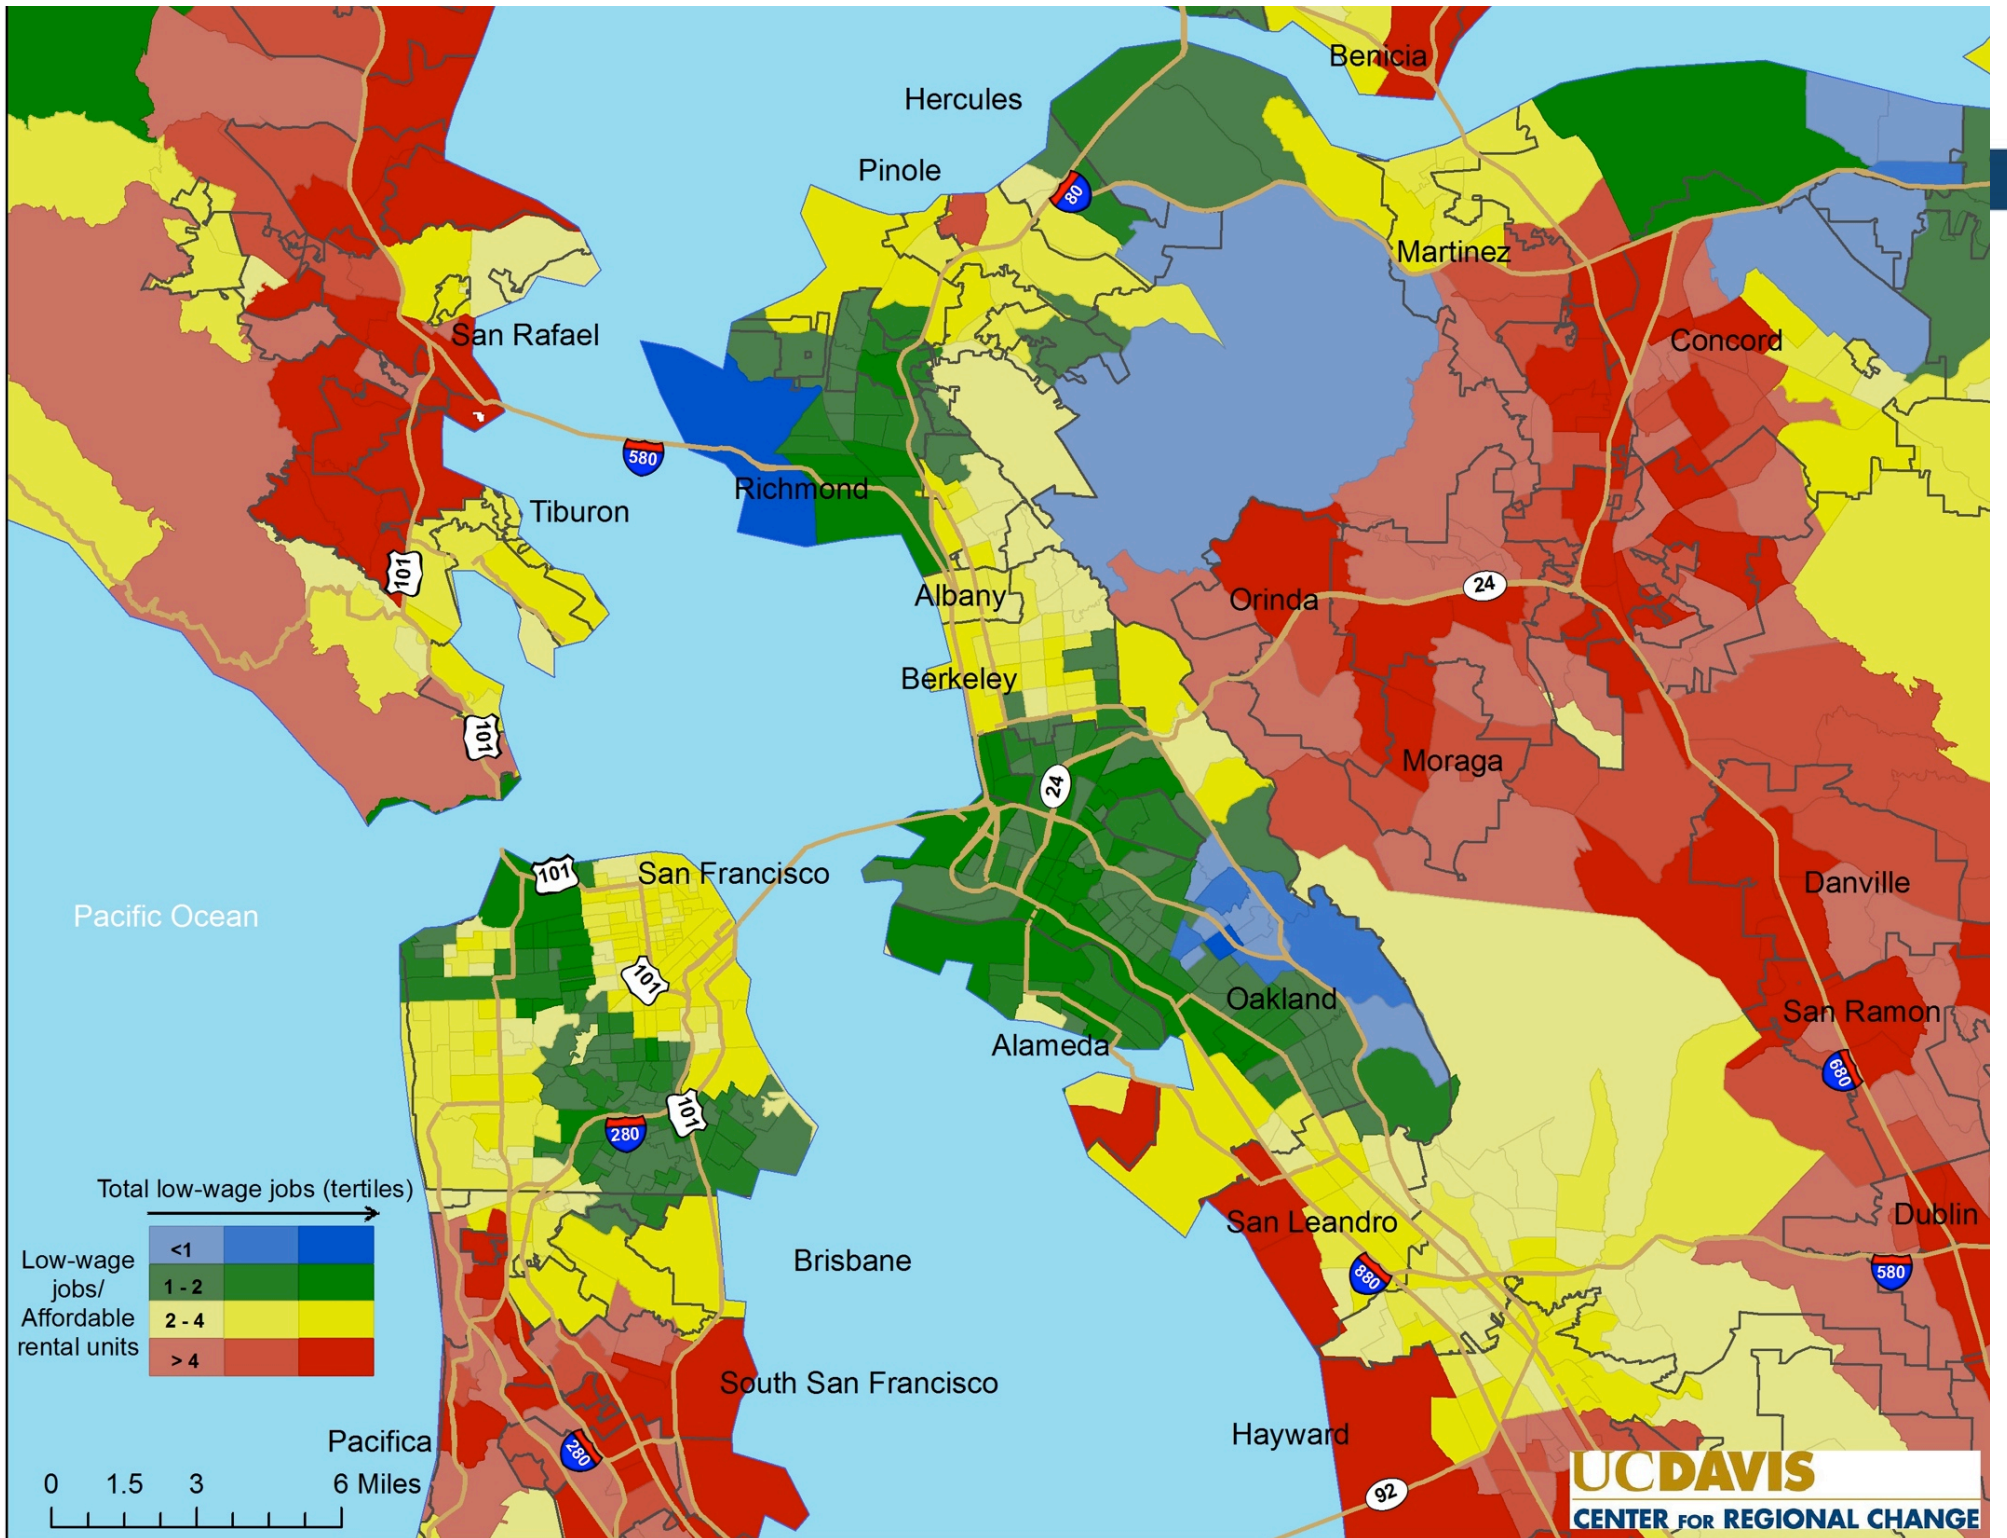 Benicia
Hercules
Pinole
80
Martinez
San Rafael
Concord
580
Richmond
Tiburon
101
Albany
Orinda
24
Berkeley
101
Moraga
24
101
San Francisco
Danville
Pacific Ocean
101
Oakland
San Ramon
Alameda
680
101
280
Total low-wage jobs (tertiles)
San Leandro
Dublin
Low-wage
jobs/
Affordable
rental units
<1
1 - 2
2 - 4
> 4
Brisbane
880
580
South San Francisco
Pacifica
280
Hayward
92
0 1.5 3 6 Miles
UCDAVIS
CENTER FOR REGIONAL CHANGE